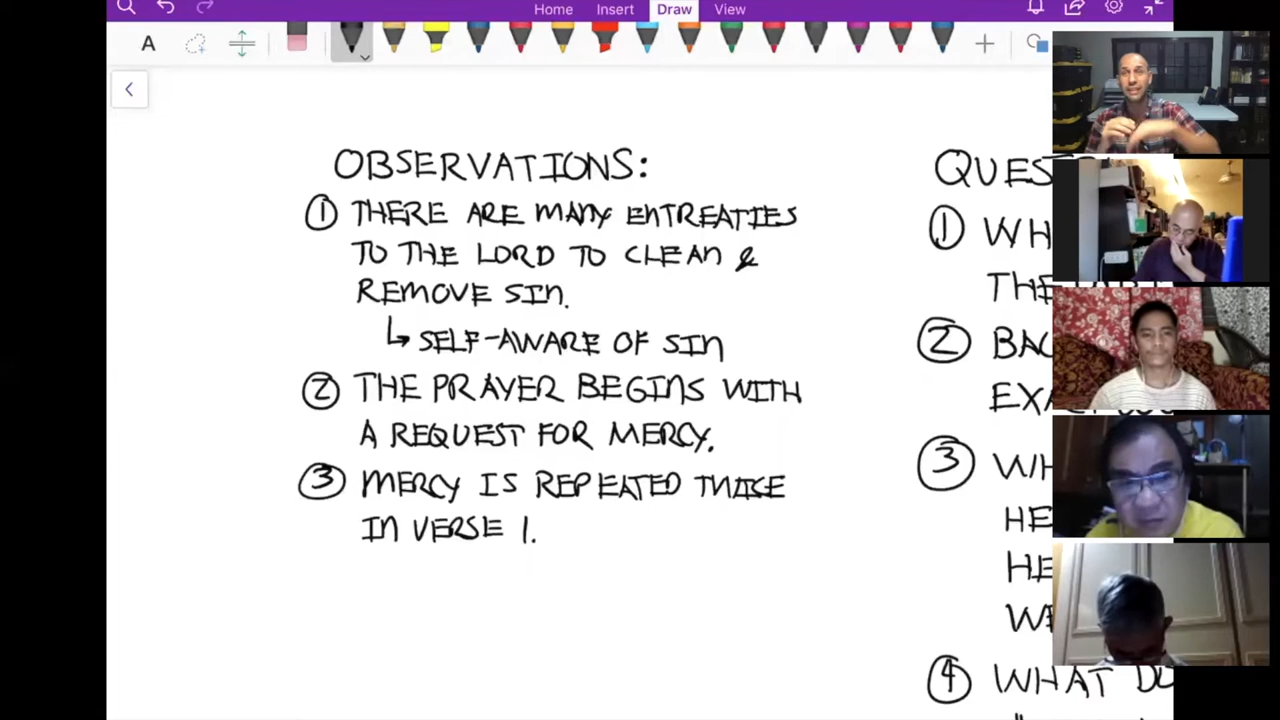 Home Insert Draw View
A
OBSERVATIONS:
① THERE ARE MANY ENTREATIES
TO THE LORD TO CLEAN &
REMOVE SIN.
↳ SELF-AWARE OF SIN
② THE PRAYER BEGINS WITH
A REQUEST FOR MERCY.
③ MERCY IS REPEATED TWICE
IN VERSE 1.
QUES
① WH
THE
② BAC
EXA
③ WH
HE
HE
WE
④ WHAT DO